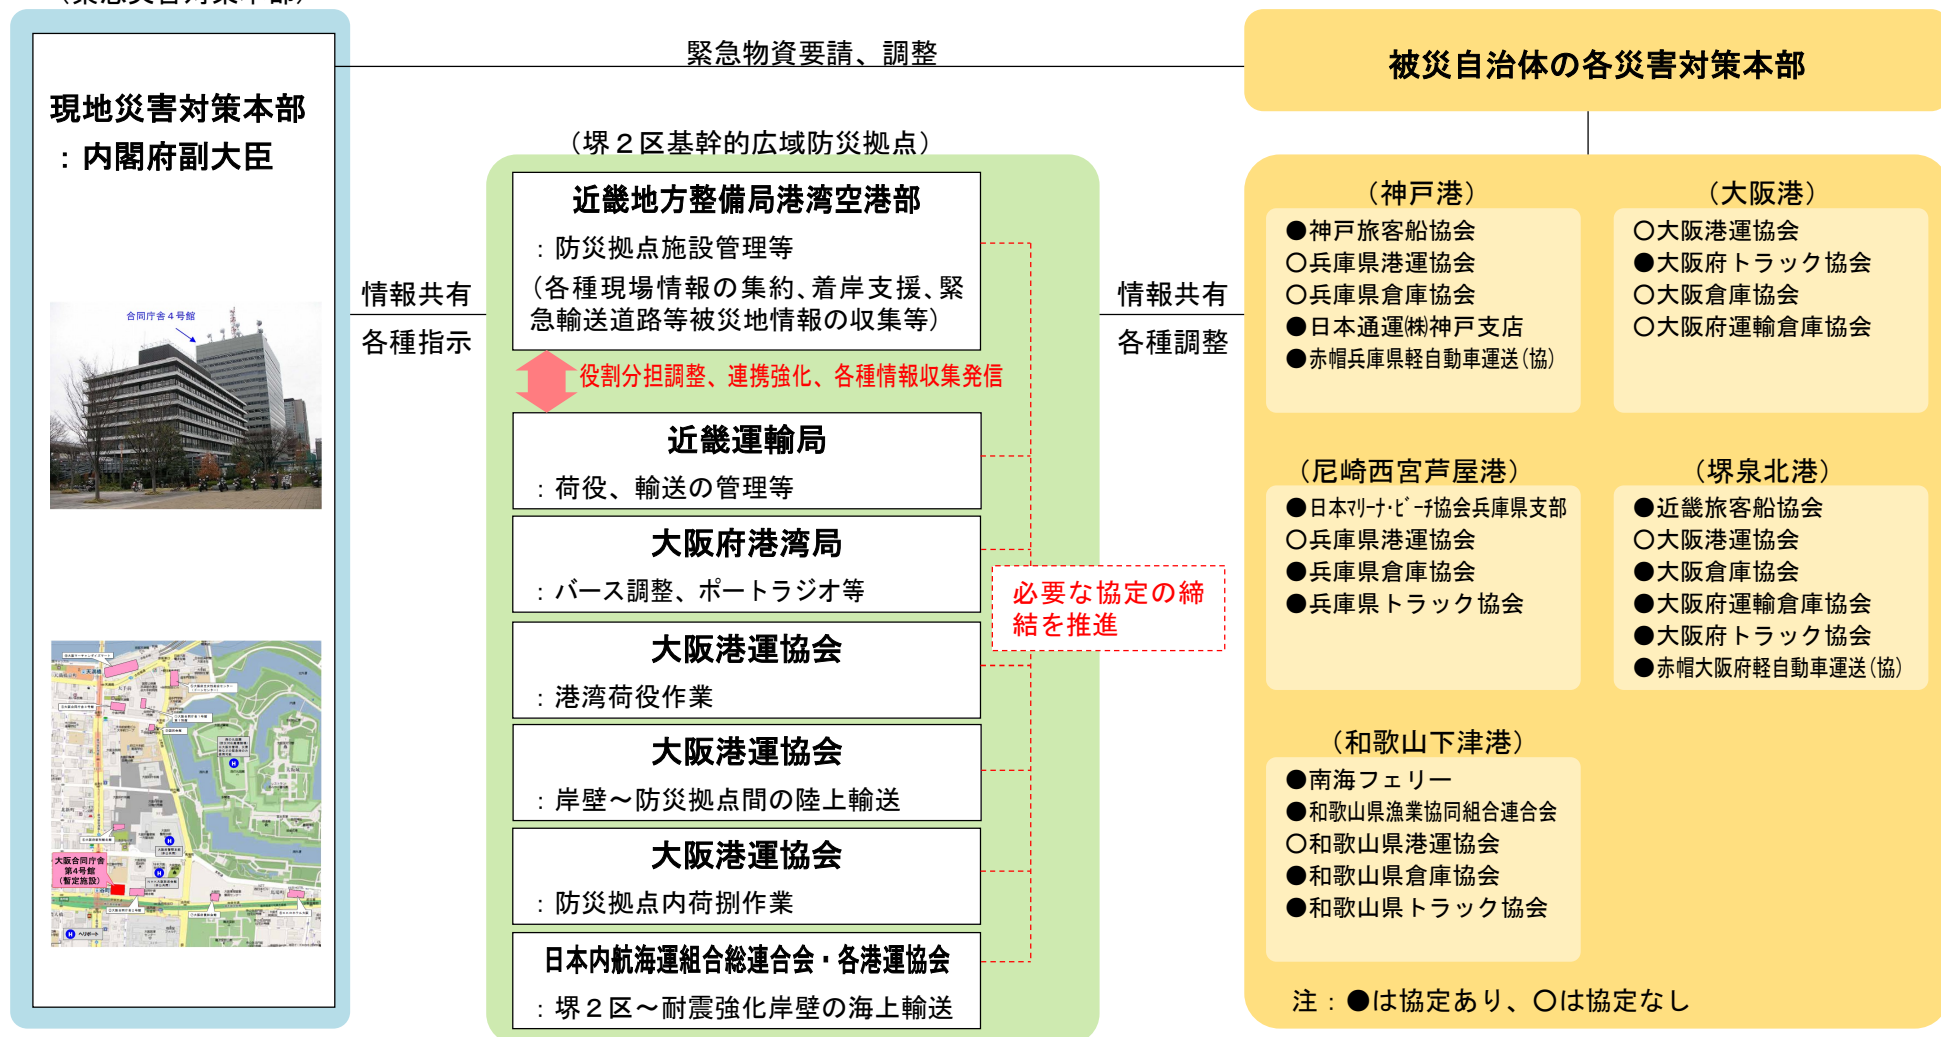 (緊急災害対策本部)
現地災害対策本部
：内閣府副大臣
合同庁舎４号館
大阪合同庁舎
第4号館
(暫定施設)
ヘリポート
緊急物資要請、調整
情報共有
各種指示
（堺２区基幹的広域防災拠点）
近畿地方整備局港湾空港部
：防災拠点施設管理等
（各種現場情報の集約、着岸支援、緊
急輸送道路等被災地情報の収集等）
役割分担調整、連携強化、各種情報収集発信
近畿運輸局
：荷役、輸送の管理等
大阪府港湾局
：バース調整、ポートラジオ等
大阪港運協会
：港湾荷役作業
大阪港運協会
：岸壁～防災拠点間の陸上輸送
大阪港運協会
：防災拠点内荷捌作業
日本内航海運組合総連合会・各港運協会
：堺２区～耐震強化岸壁の海上輸送
必要な協定の締
結を推進
情報共有
各種調整
被災自治体の各災害対策本部
（神戸港）
●神戸旅客船協会
○兵庫県港運協会
○兵庫県倉庫協会
●日本通運㈱神戸支店
●赤帽兵庫県軽自動車運送(協)
（大阪港）
○大阪港運協会
●大阪府トラック協会
○大阪倉庫協会
○大阪府運輸倉庫協会
（尼崎西宮芦屋港）
●日本ﾏﾘｰﾅ･ﾋﾞｰﾁ協会兵庫県支部
○兵庫県港運協会
●兵庫県倉庫協会
●兵庫県トラック協会
（堺泉北港）
●近畿旅客船協会
○大阪港運協会
●大阪倉庫協会
●大阪府運輸倉庫協会
●大阪府トラック協会
●赤帽大阪府軽自動車運送(協)
（和歌山下津港）
●南海フェリー
●和歌山県漁業協同組合連合会
○和歌山県港運協会
●和歌山県倉庫協会
●和歌山県トラック協会
注：●は協定あり、○は協定なし